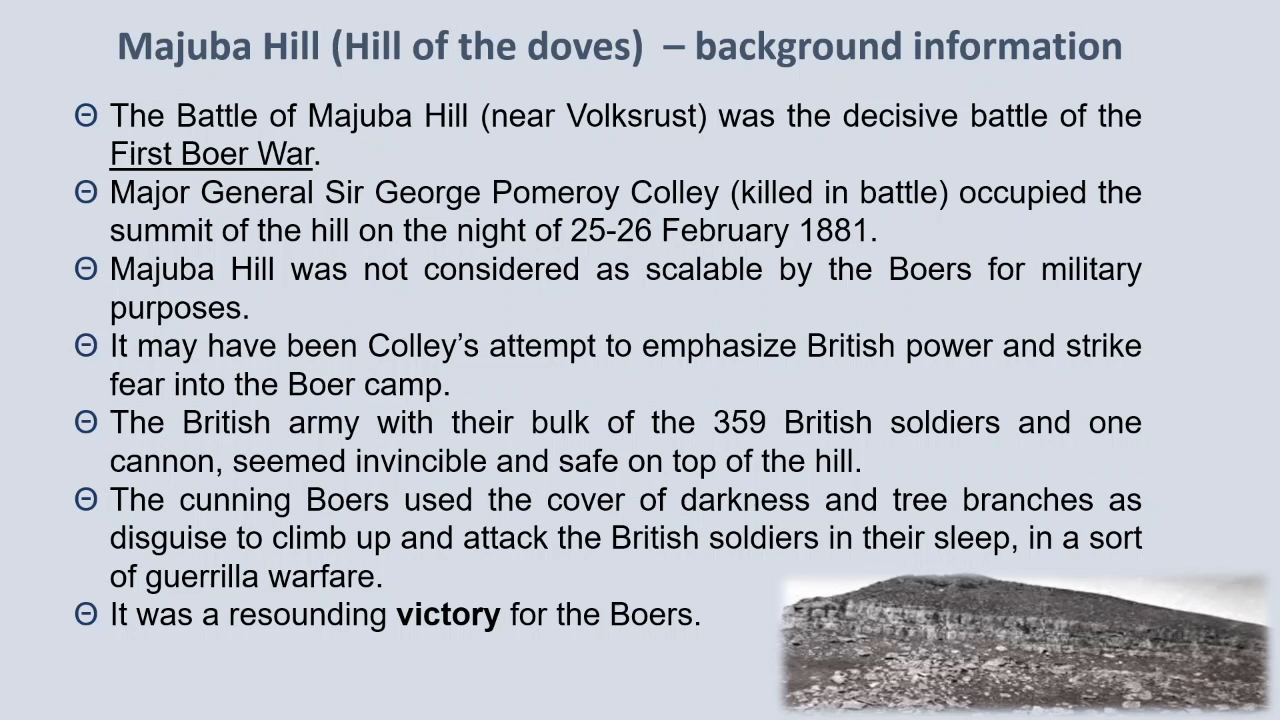 Majuba Hill (Hill of the doves) – background information
Θ The Battle of Majuba Hill (near Volksrust) was the decisive battle of the
First Boer War.
Θ Major General Sir George Pomeroy Colley (killed in battle) occupied the
summit of the hill on the night of 25-26 February 1881.
Θ Majuba Hill was not considered as scalable by the Boers for military
purposes.
Θ It may have been Colley’s attempt to emphasize British power and strike
fear into the Boer camp.
Θ The British army with their bulk of the 359 British soldiers and one
cannon, seemed invincible and safe on top of the hill.
Θ The cunning Boers used the cover of darkness and tree branches as
disguise to climb up and attack the British soldiers in their sleep, in a sort
of guerrilla warfare.
Θ It was a resounding victory for the Boers.